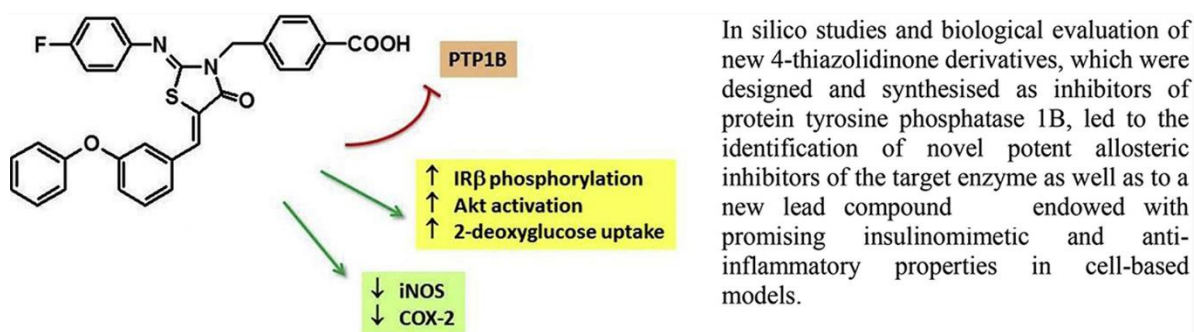 F
N
N
COOH
S
O
O
PTP1B
↑ IRβ phosphorylation
↑ Akt activation
↑ 2-deoxyglucose uptake
↓ iNOS
↓ COX-2
In silico studies and biological evaluation of
new 4-thiazolidinone derivatives, which were
designed and synthesised as inhibitors of
protein tyrosine phosphatase 1B, led to the
identification of novel potent allosteric
inhibitors of the target enzyme as well as to a
new lead compound endowed with
promising insulinomimetic and anti-
inflammatory properties in cell-based
models.